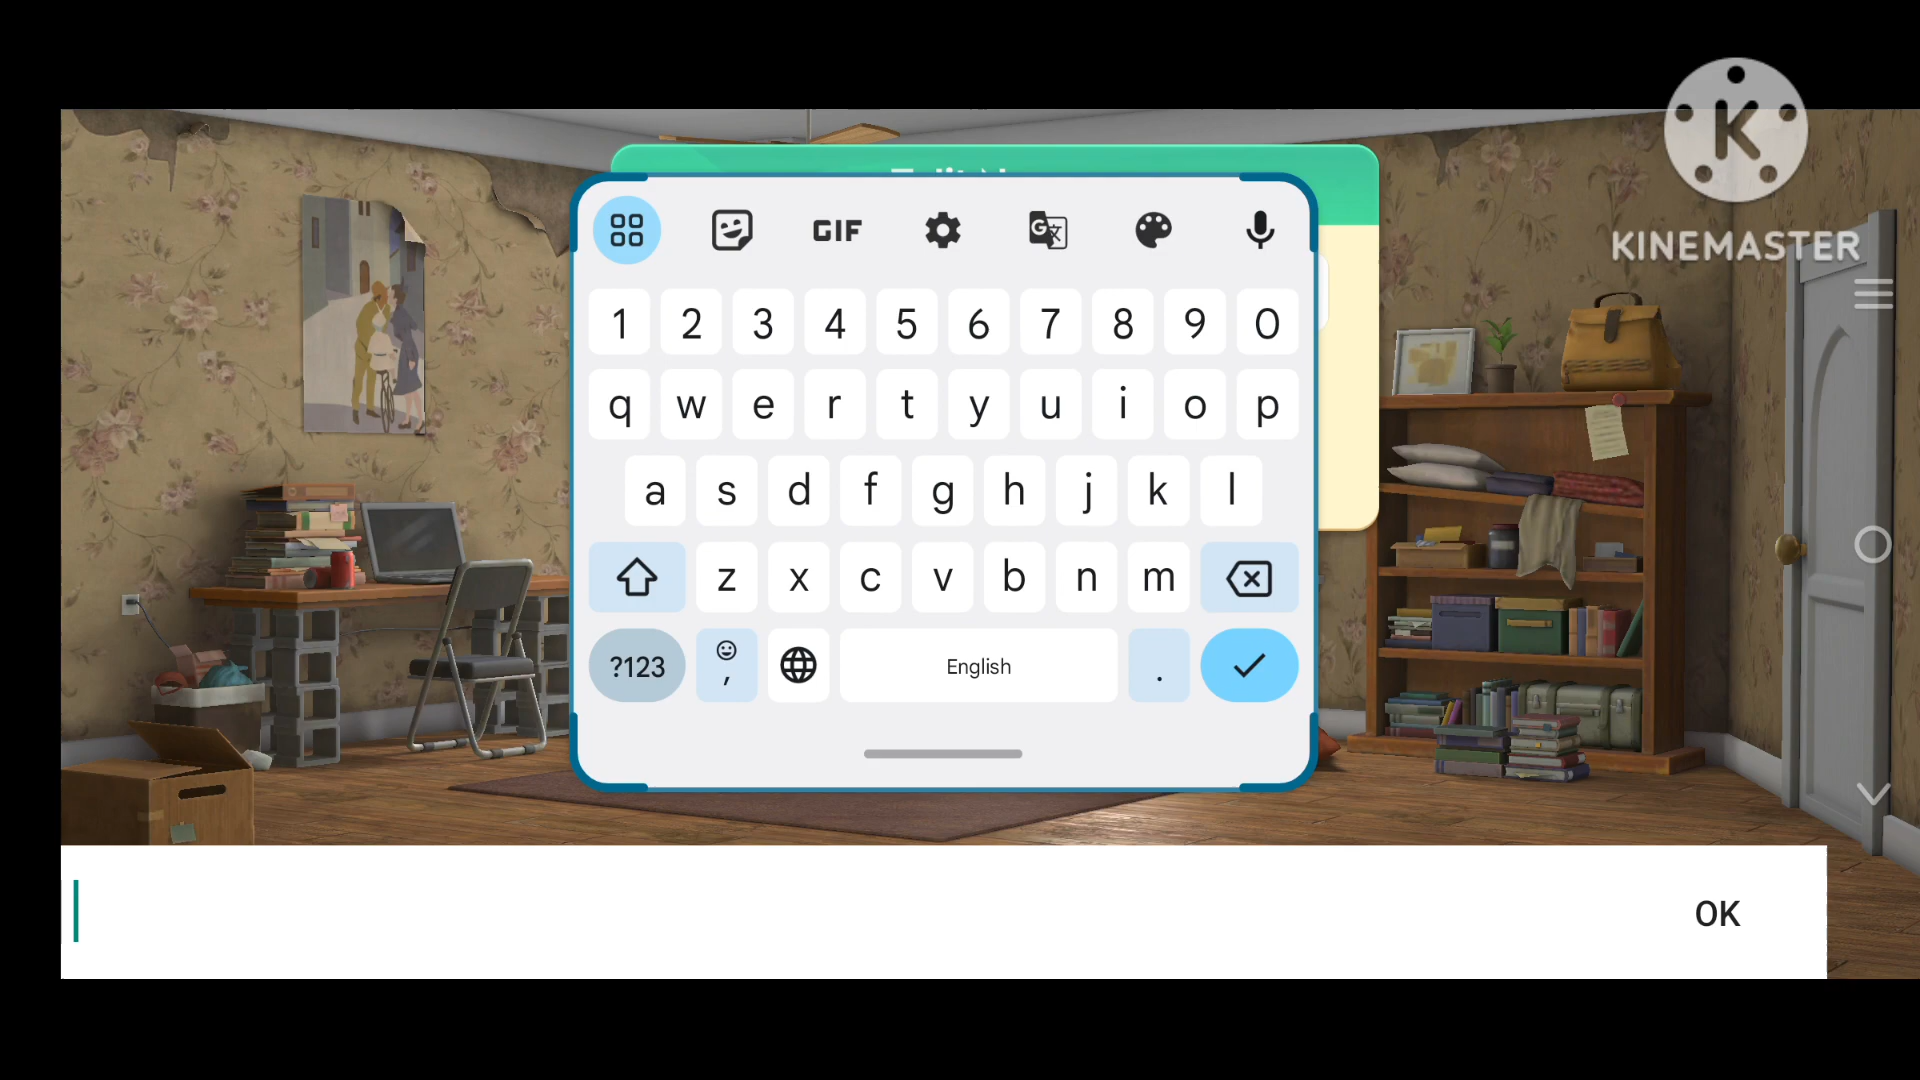 KINEMASTER
GIF
1 2 3 4 5 6 7 8 9 0
q w e r t y u i o p
a s d f g h j k l
z x c v b n m
?123 , English .
OK